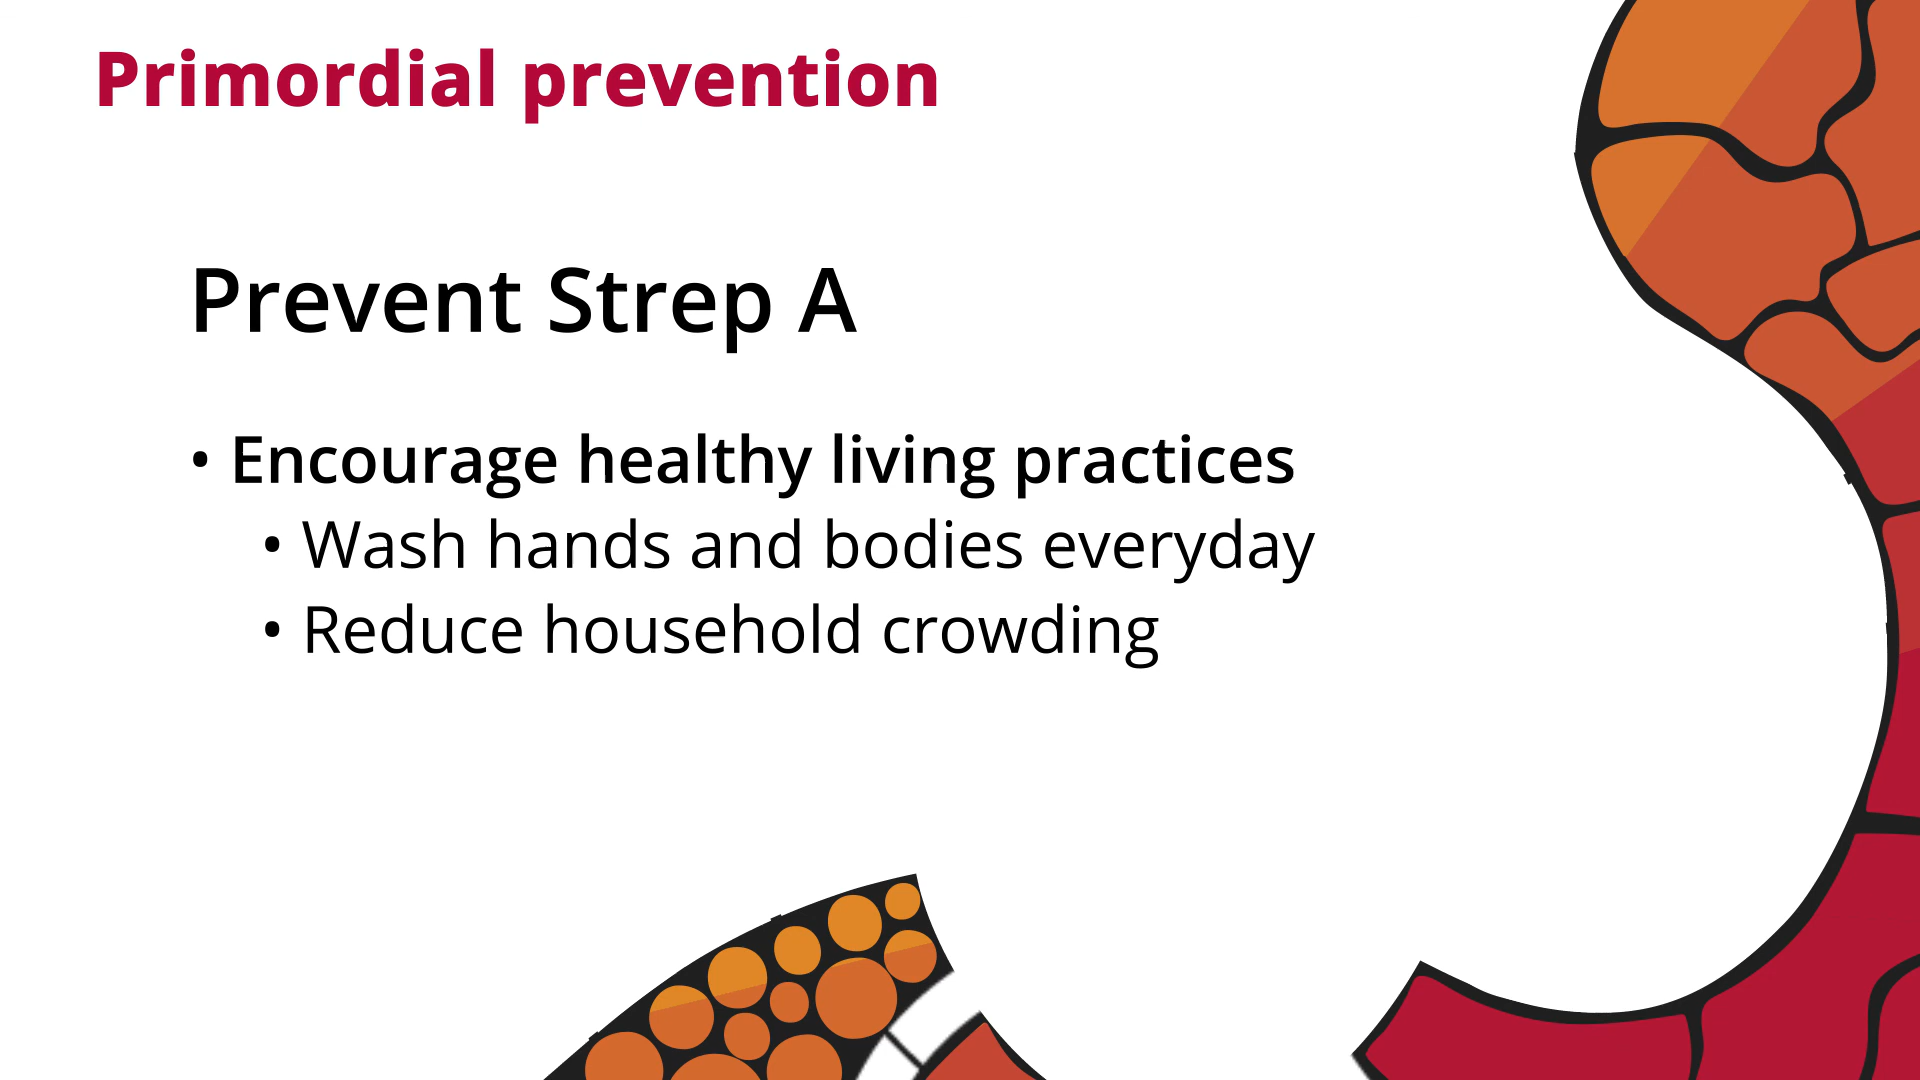 Primordial prevention
Prevent Strep A
• Encourage healthy living practices
• Wash hands and bodies everyday
• Reduce household crowding